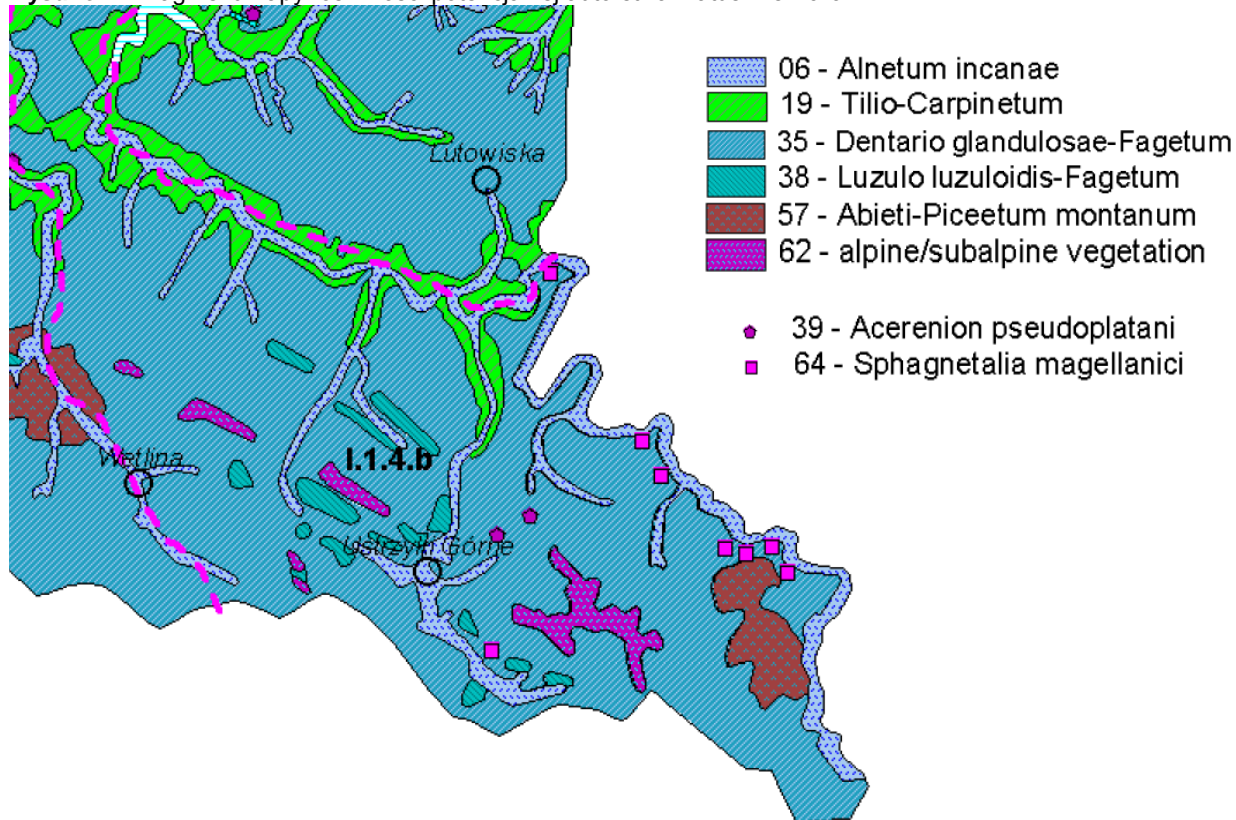 06 - Alnetum incanae
19 - Tilio-Carpinetum
35 - Dentario glandulosae-Fagetum
38 - Luzulo luzuloidis-Fagetum
57 - Abieti-Piceetum montanum
62 - alpine/subalpine vegetation
39 - Acerenion pseudoplatani
64 - Sphagnetalia magellanici
Lutowiska
Wetlina
I.1.4.b
Górne